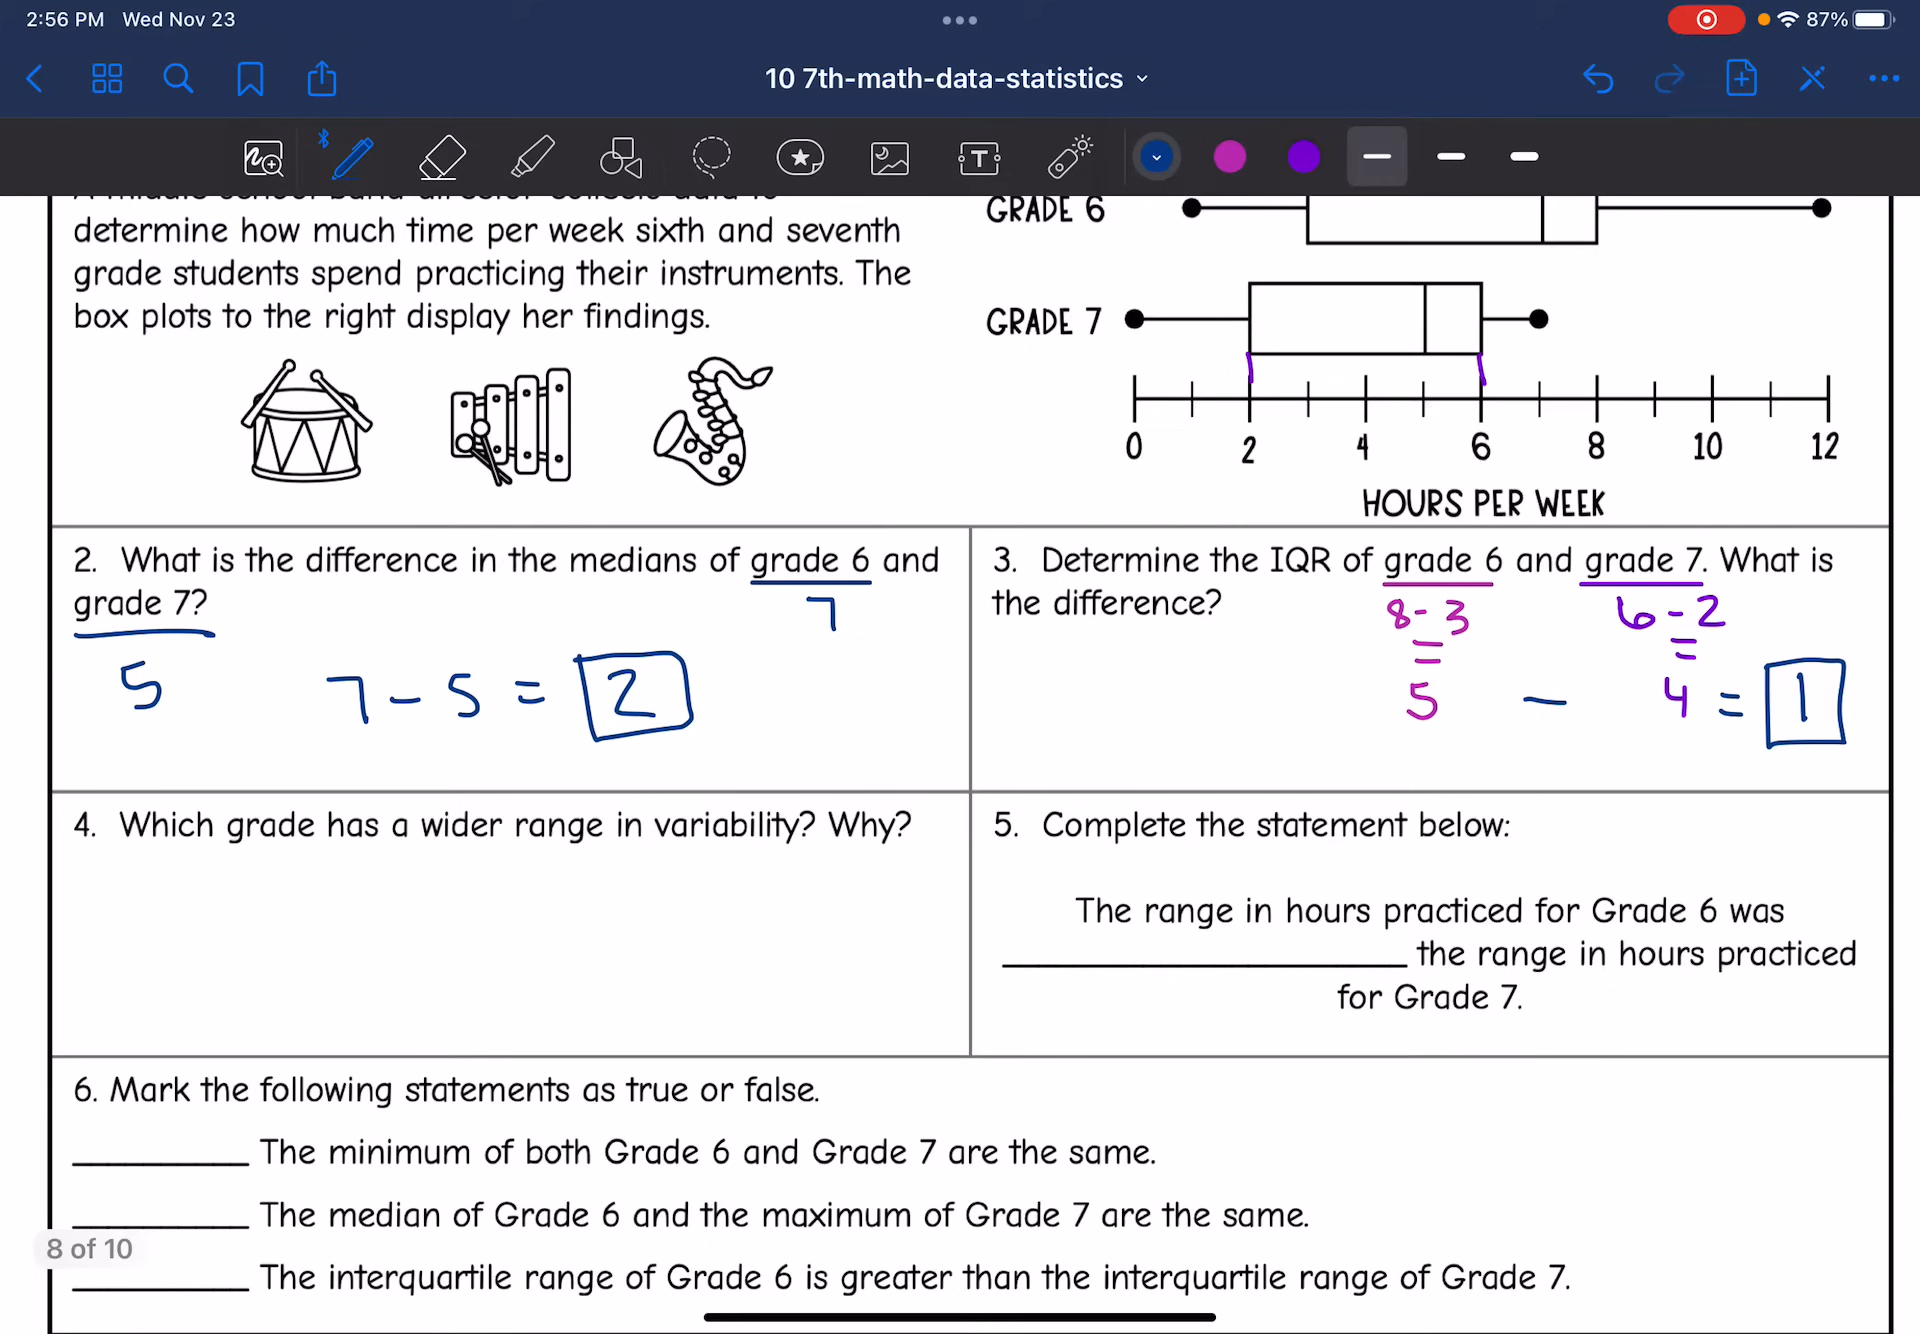 2:56 PM Wed Nov 23
87%
10 7th-math-data-statistics
T
determine how much time per week sixth and seventh
grade students spend practicing their instruments. The
box plots to the right display her findings.
GRADE 6
GRADE 7
0 2 4 6 8 10 12
HOURS PER WEEK
2. What is the difference in the medians of grade 6 and
grade 7?
7
5
7 - 5 = 2
3. Determine the IQR of grade 6 and grade 7. What is
the difference?
8 - 3 6 - 2
= =
5 - 4 = 1
4. Which grade has a wider range in variability? Why?
5. Complete the statement below:
The range in hours practiced for Grade 6 was
____________________ the range in hours practiced
for Grade 7.
6. Mark the following statements as true or false.
__________ The minimum of both Grade 6 and Grade 7 are the same.
__________ The median of Grade 6 and the maximum of Grade 7 are the same.
8 of 10
__________ The interquartile range of Grade 6 is greater than the interquartile range of Grade 7.